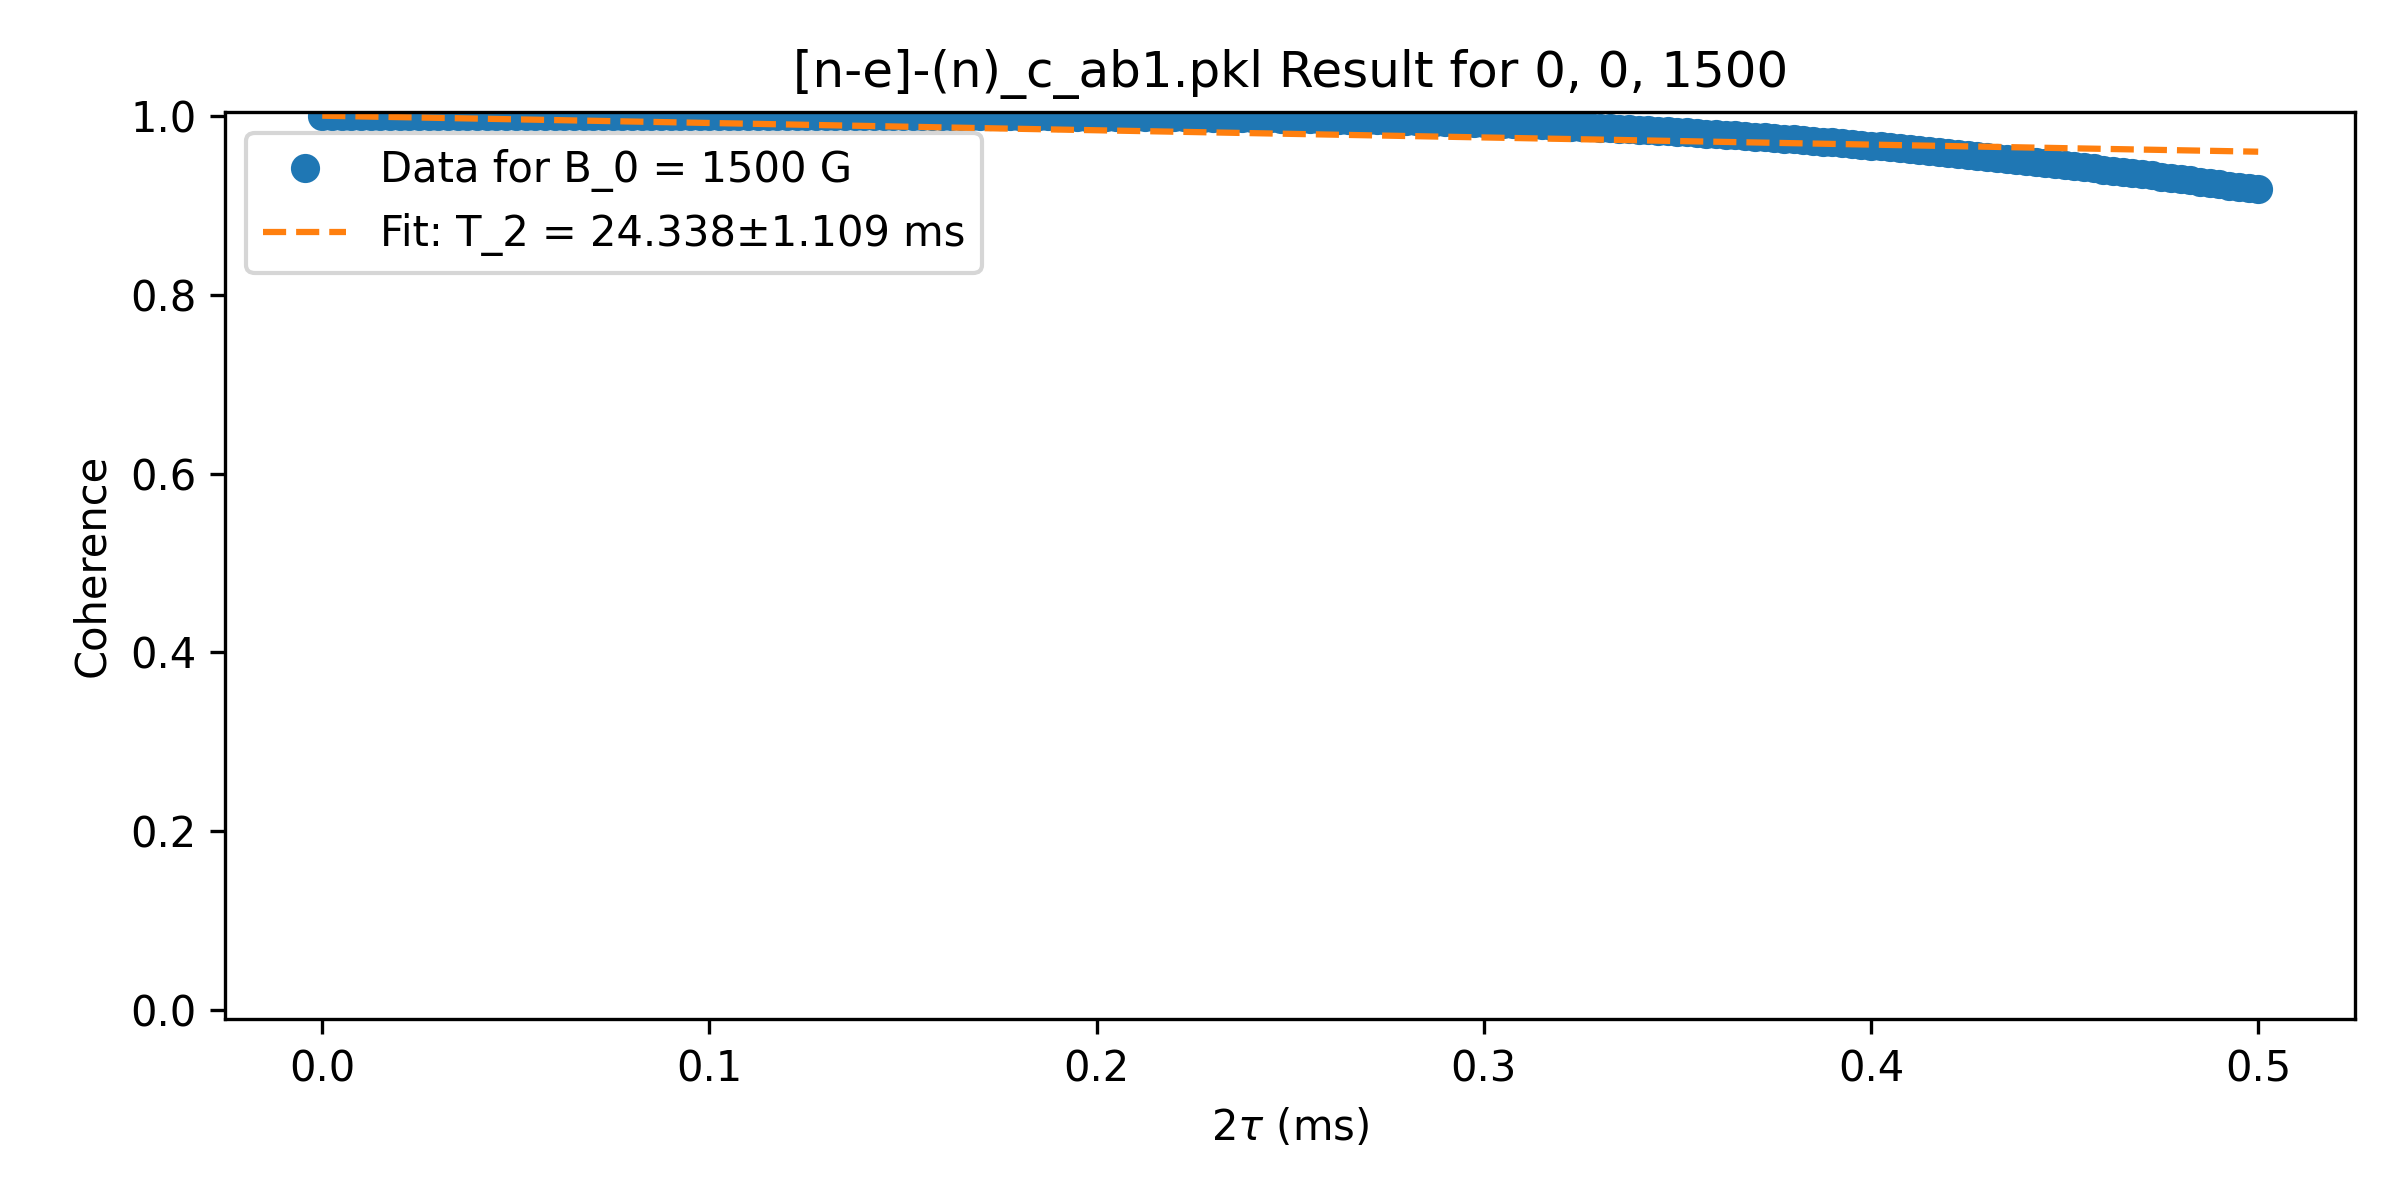 [n-e]-(n)_c_ab1.pkl Result for 0, 0, 1500
1.0
0.8
0.6
0.4
0.2
0.0
Coherence
Data for B_0 = 1500 G
Fit: T_2 = 24.338±1.109 ms
0.0 0.1 0.2 0.3 0.4 0.5
2τ (ms)